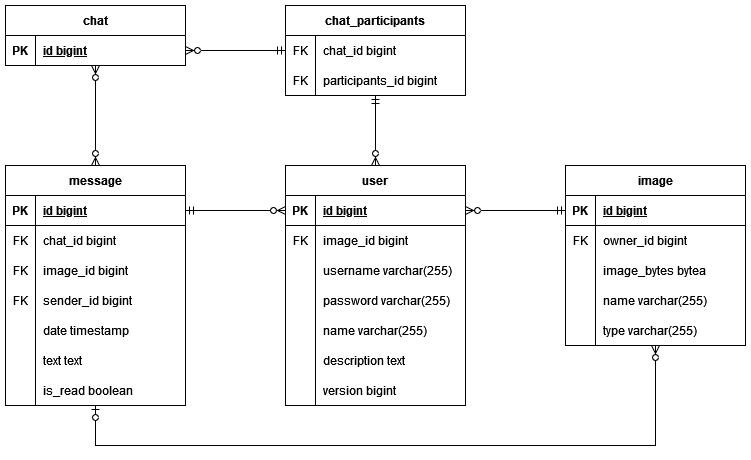 chat
PK id bigint
chat_participants
FK chat_id bigint
FK participants_id bigint
message
PK id bigint
FK chat_id bigint
FK image_id bigint
FK sender_id bigint
date timestamp
text text
is_read boolean
user
PK id bigint
FK image_id bigint
username varchar(255)
password varchar(255)
name varchar(255)
description text
version bigint
image
PK id bigint
FK owner_id bigint
image_bytes bytea
name varchar(255)
type varchar(255)